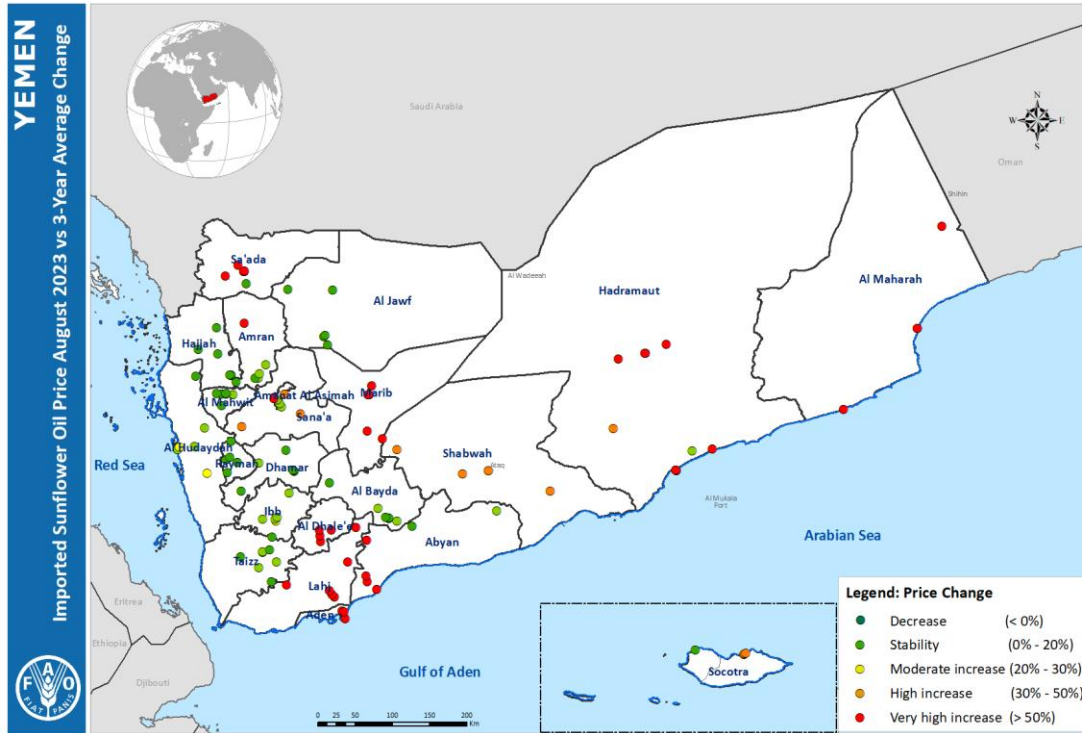 YEMEN
Imported Sunflower Oil Price August 2023 vs 3-Year Average Change
FAO
FIAT PANIS
Saudi Arabia
N
W E
S
Oman
Shihin
Sa'ada
Al Wadeeah
Al Jawf
Hadramaut
Al Maharah
Hajjah
Amran
Amanat Al Asimah
Marib
Al Mahwit
Sana'a
Al Hudaydah
Raymah
Dhamar
Shabwah
Ataq
Red Sea
Al Bayda
Al Mukala
Port
Ibb
Al Dhale'e
Abyan
Arabian Sea
Taizz
Lahj
Aden
Eritrea
Ethiopia
Djibouti
Gulf of Aden
Socotra
0 25 50 100 150 200
Km
Legend: Price Change
Decrease (< 0%)
Stability (0% - 20%)
Moderate increase (20% - 30%)
High increase (30% - 50%)
Very high increase (> 50%)